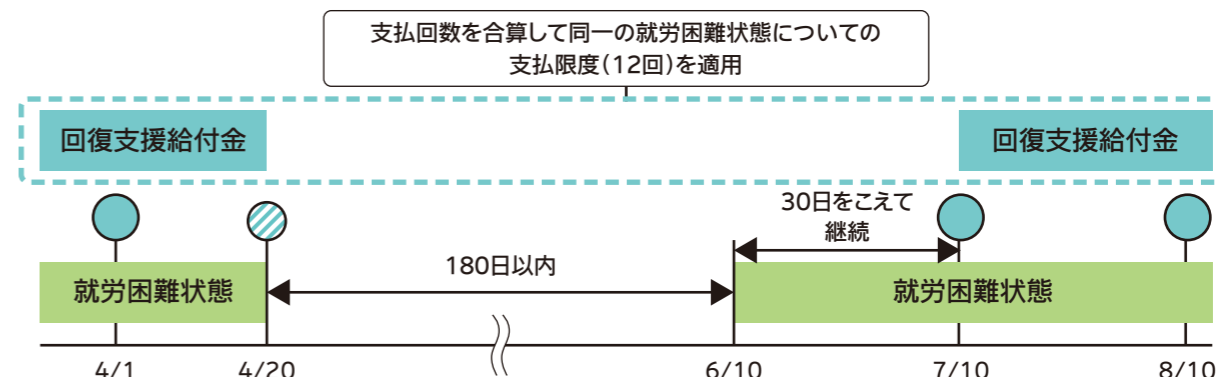 支払回数を合算して同一の就労困難状態についての
支払限度(12回)を適用
回復支援給付金
回復支援給付金
30日をこえて
継続
180日以内
就労困難状態
就労困難状態
4/1
4/20
6/10
7/10
8/10